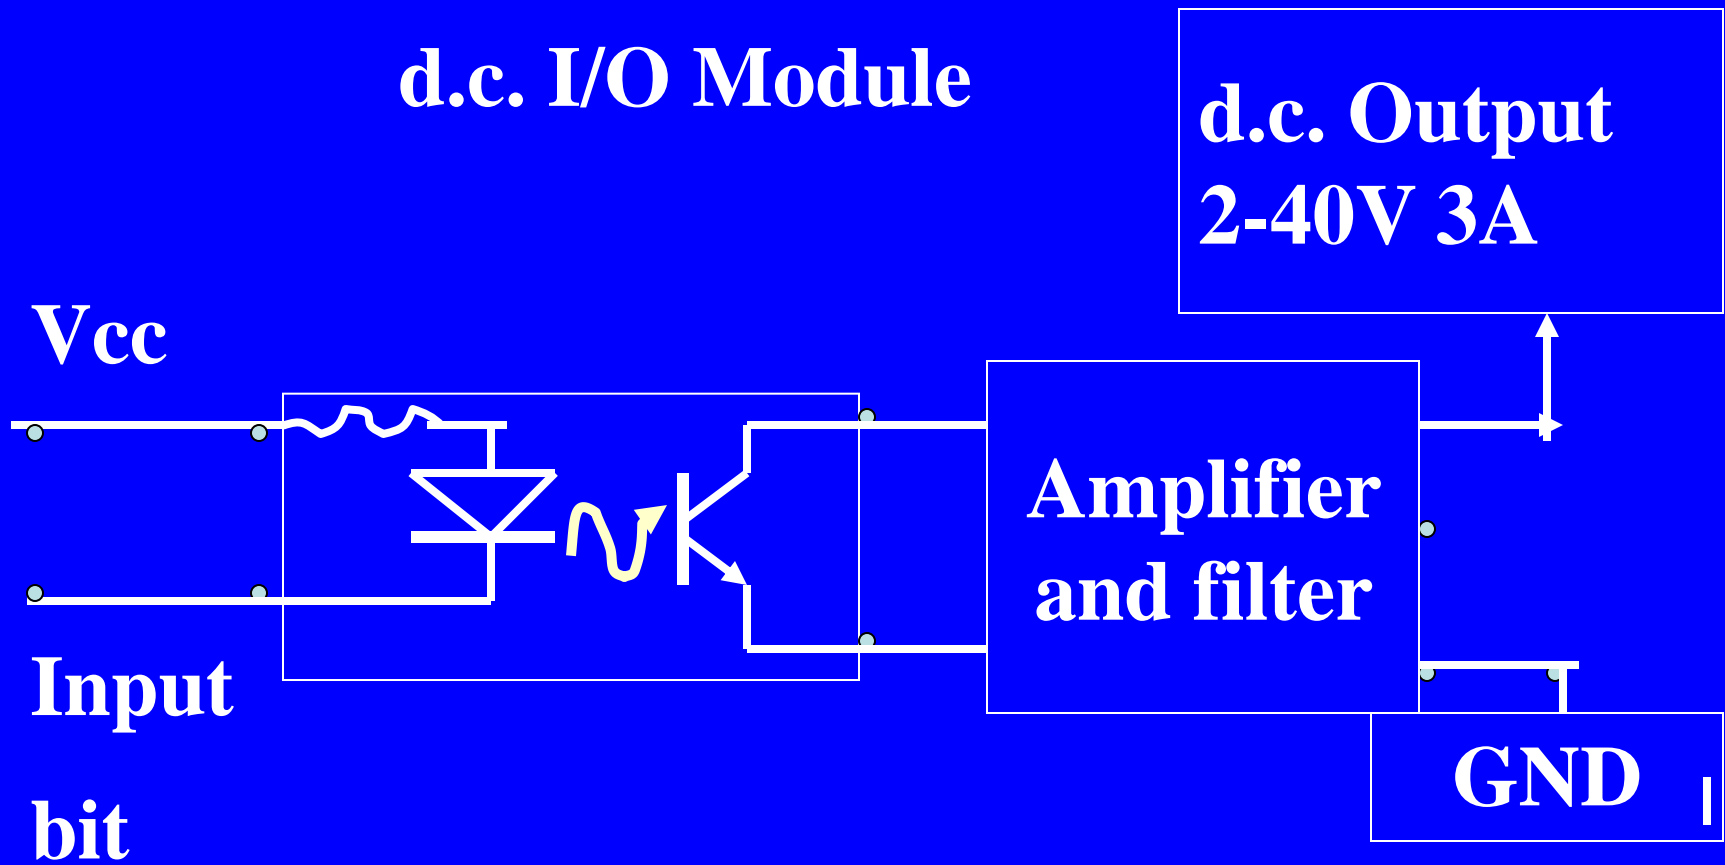 d.c. I/O Module
d.c. Output
2-40V 3A
Vcc
Amplifier
and filter
Input
bit
GND